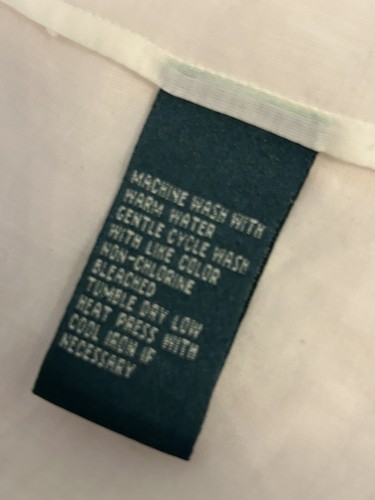 MACHINE WASH WITH
WARM WATER
GENTLE CYCLE WASH
WITH LIKE COLOR
NON-CHLORINE
BLEACHED
TUMBLE DRY LOW
HEAT PRESS WITH
COOL IRON IF
NECESSARY